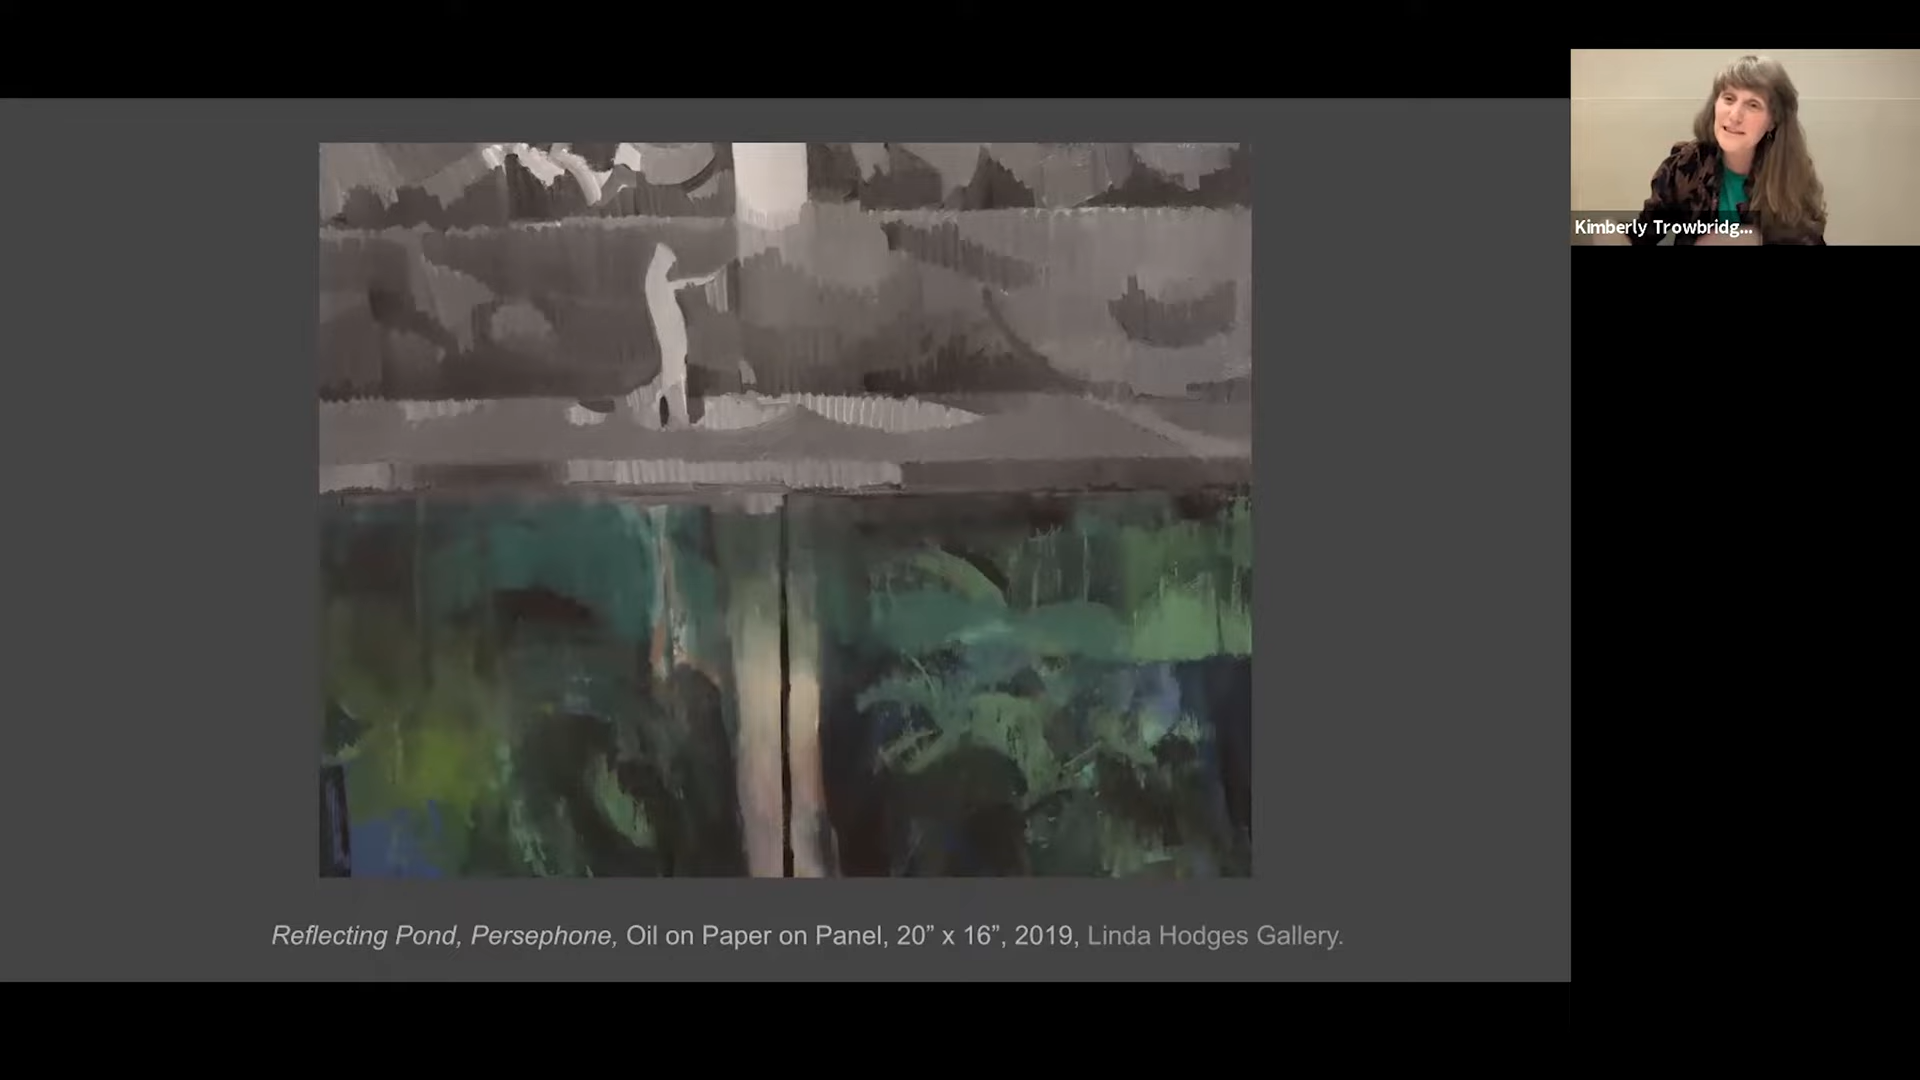 Kimberly Trowbridg...
Reflecting Pond, Persephone, Oil on Paper on Panel, 20” x 16”, 2019, Linda Hodges Gallery.